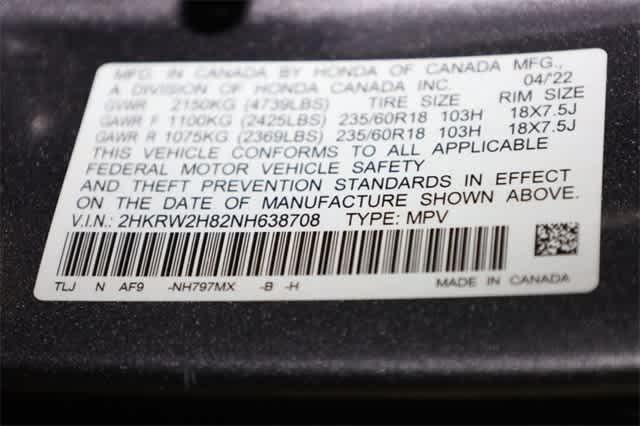 MFG. IN CANADA BY HONDA OF CANADA MFG.,
A DIVISION OF HONDA CANADA INC. 04/22
GVWR 2150KG (4739LBS) TIRE SIZE RIM SIZE
GAWR F 1100KG (2425LBS) 235/60R18 103H 18X7.5J
GAWR R 1075KG (2369LBS) 235/60R18 103H 18X7.5J
THIS VEHICLE CONFORMS TO ALL APPLICABLE
FEDERAL MOTOR VEHICLE SAFETY
AND THEFT PREVENTION STANDARDS IN EFFECT
ON THE DATE OF MANUFACTURE SHOWN ABOVE.
V.I.N.: 2HKRW2H82NH638708 TYPE: MPV
TLJ N AF9 -NH797MX -B -H MADE IN CANADA